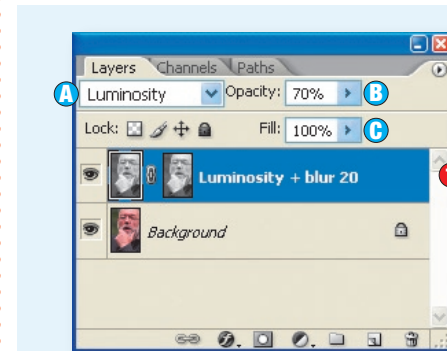 Layers Channels Paths
A Luminosity Opacity: 70% B
Lock: Fill: 100% C
Luminosity + blur 20
Background